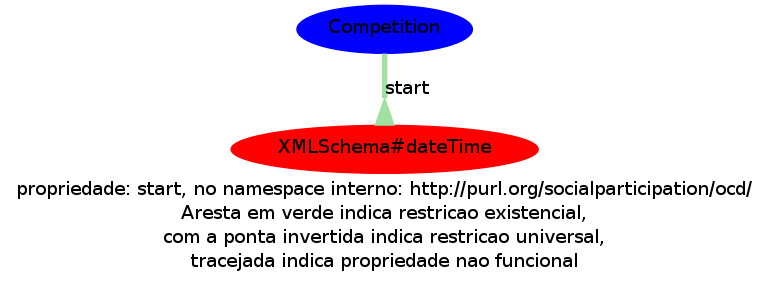 Competition
start
XMLSchema#dateTime
propriedade: start, no namespace interno: http://purl.org/socialparticipation/ocd/
Aresta em verde indica restricao existencial,
com a ponta invertida indica restricao universal,
tracejada indica propriedade nao funcional